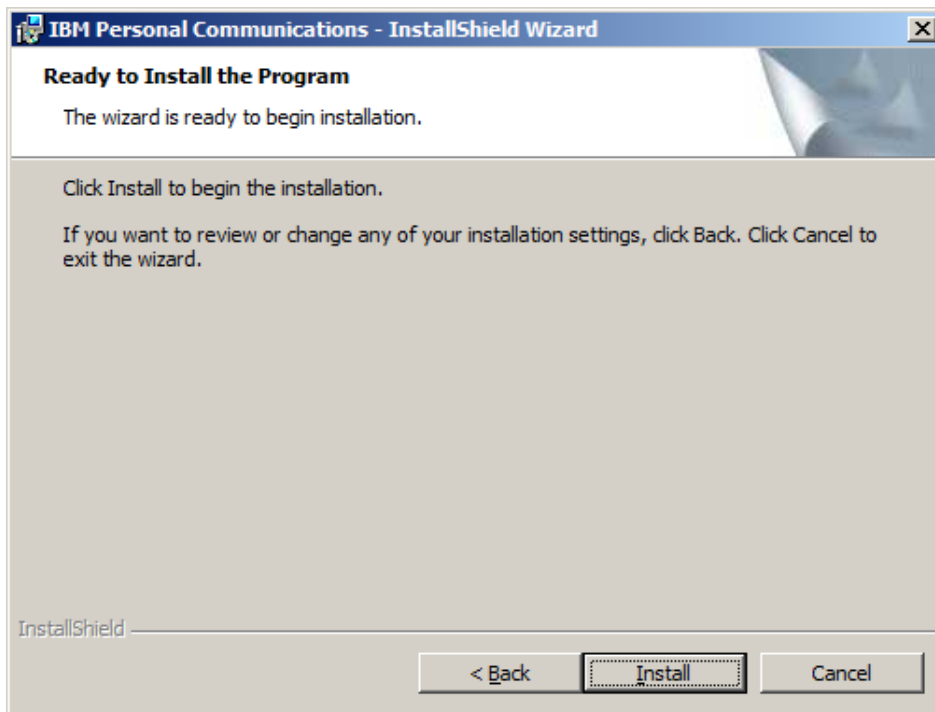 IBM Personal Communications - InstallShield Wizard
Ready to Install the Program
The wizard is ready to begin installation.
Click Install to begin the installation.
If you want to review or change any of your installation settings, click Back. Click Cancel to
exit the wizard.
InstallShield
< Back Install Cancel